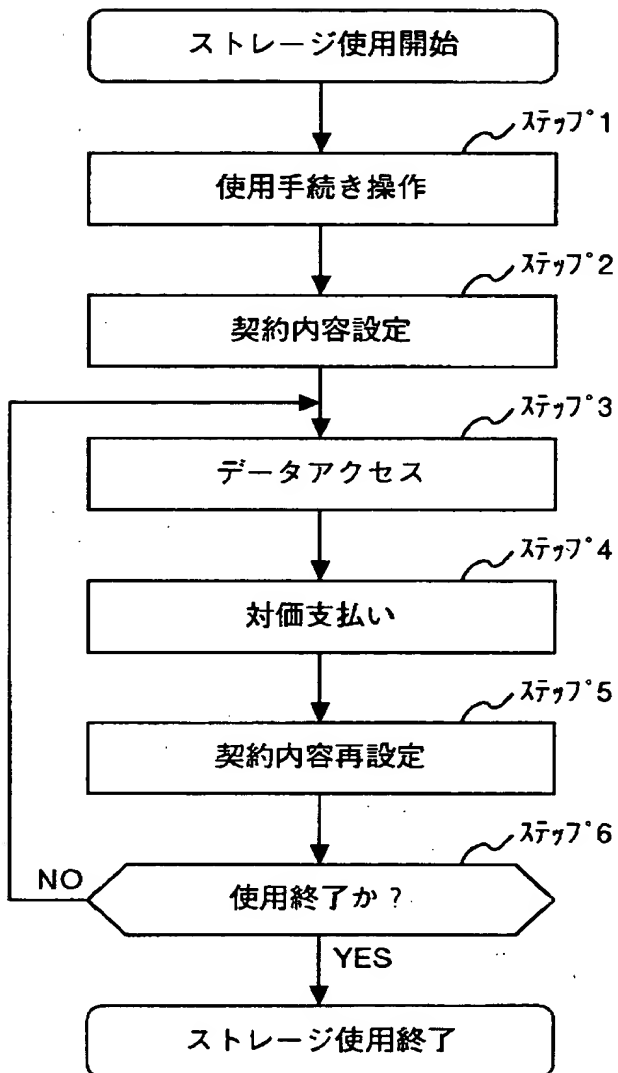 ストレージ使用開始
ステップ1
使用手続き操作
ステップ2
契約内容設定
ステップ3
データアクセス
ステップ4
対価支払い
ステップ5
契約内容再設定
ステップ6
NO
使用終了か?
YES
ストレージ使用終了